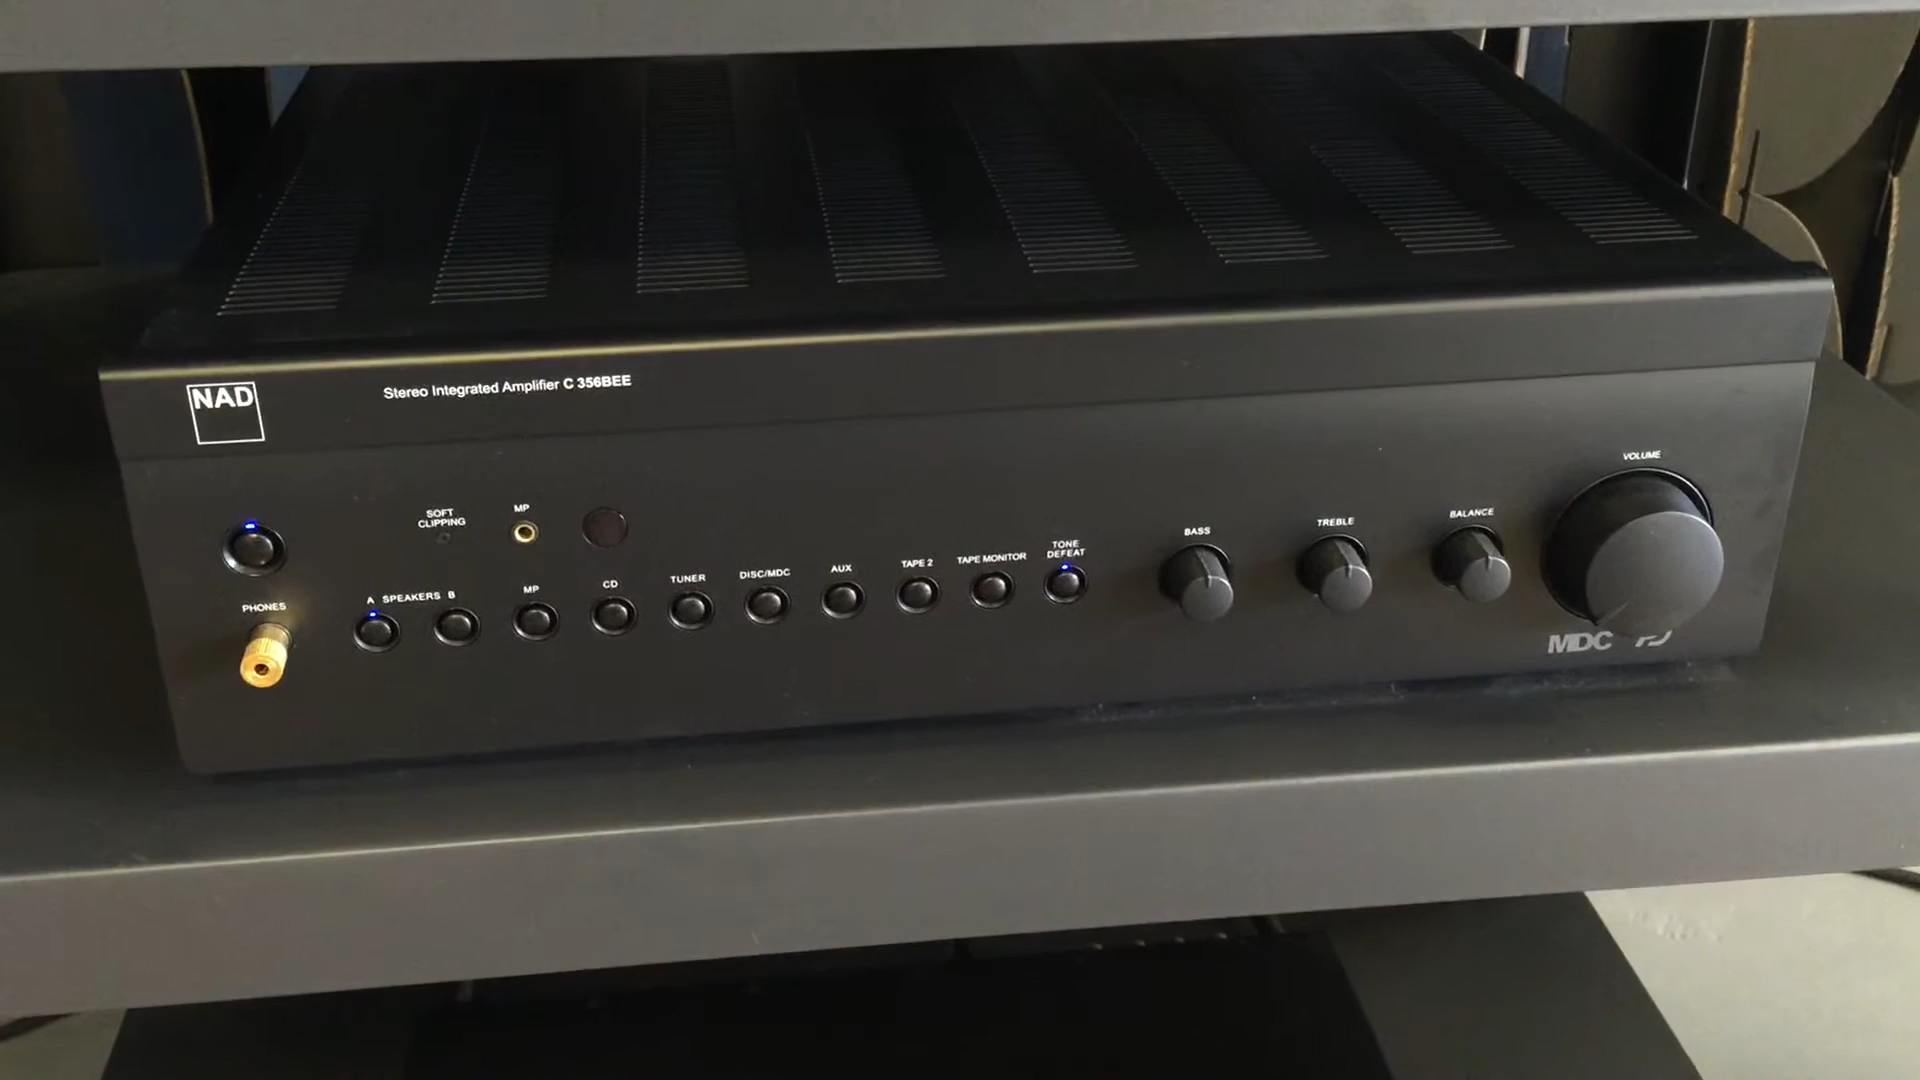 NAD
Stereo Integrated Amplifier C 356BEE
VOLUME
SOFT
CLIPPING
MP
BASS
TREBLE
BALANCE
PHONES
A SPEAKERS B
MP
CD
TUNER
DISC/MDC
AUX
TAPE 2
TAPE MONITOR
TONE
DEFEAT
MDC